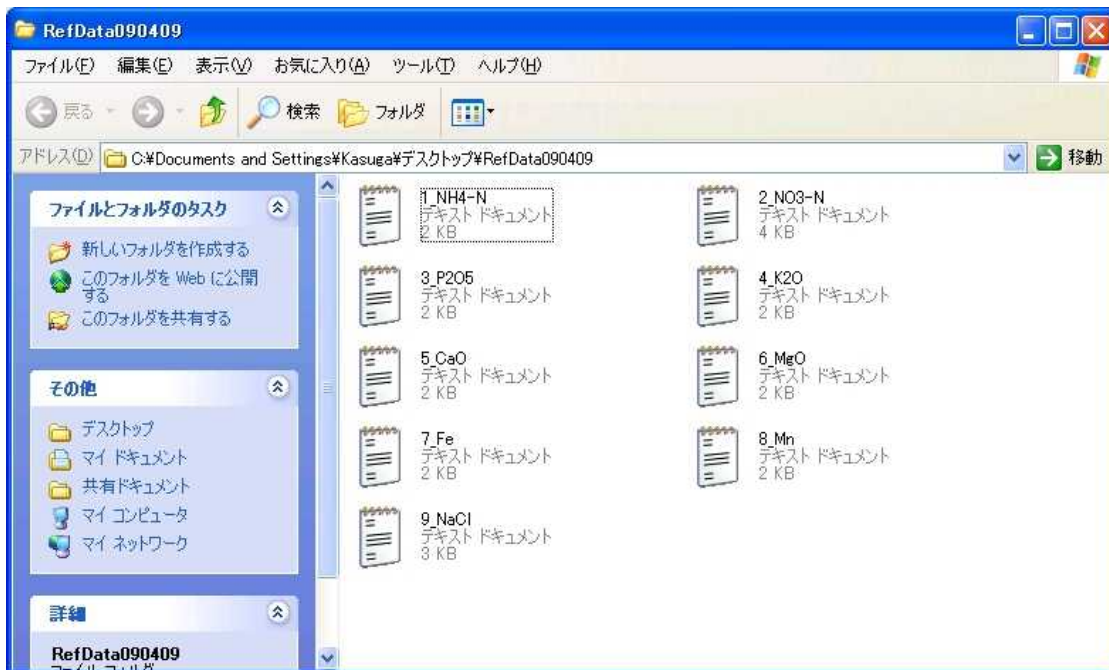 RefData090409
ファイル(F) 編集(E) 表示(V) お気に入り(A) ツール(T) ヘルプ(H)
戻る 検索 フォルダ
アドレス(D) C:¥Documents and Settings¥Kasuga¥デスクトップ¥RefData090409 移動
ファイルとフォルダのタスク
新しいフォルダを作成する
このフォルダを Web に公開
する
このフォルダを共有する
その他
デスクトップ
マイ ドキュメント
共有ドキュメント
マイ コンピュータ
マイ ネットワーク
詳細
RefData090409
ファイル フォルダ
1_NH4-N
テキスト ドキュメント
2 KB
2_NO3-N
テキスト ドキュメント
4 KB
3_P2O5
テキスト ドキュメント
2 KB
4_K2O
テキスト ドキュメント
2 KB
5_CaO
テキスト ドキュメント
2 KB
6_MgO
テキスト ドキュメント
2 KB
7_Fe
テキスト ドキュメント
2 KB
8_Mn
テキスト ドキュメント
2 KB
9_NaCl
テキスト ドキュメント
3 KB